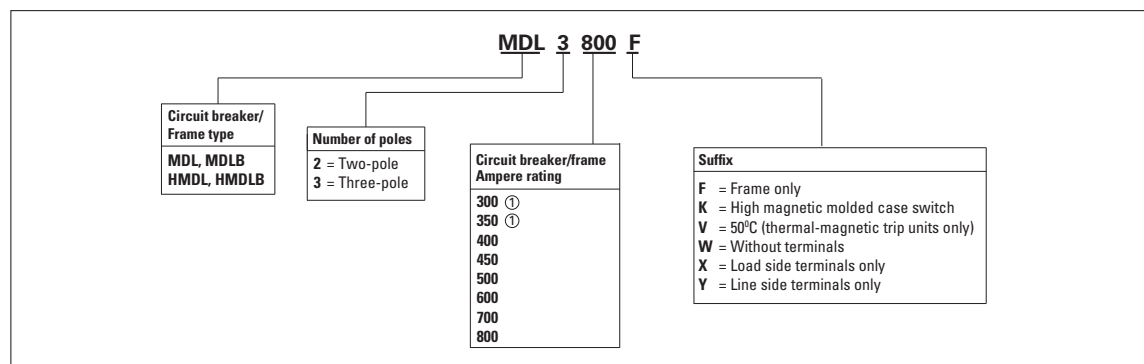 MDL 3 800 F
Circuit breaker/
Frame type
MDL, MDLB
HMDL, HMDLB
Number of poles
2 = Two-pole
3 = Three-pole
Circuit breaker/frame
Ampere rating
300 ①
350 ①
400
450
500
600
700
800
Suffix
F = Frame only
K = High magnetic molded case switch
V = 50ºC (thermal-magnetic trip units only)
W = Without terminals
X = Load side terminals only
Y = Line side terminals only